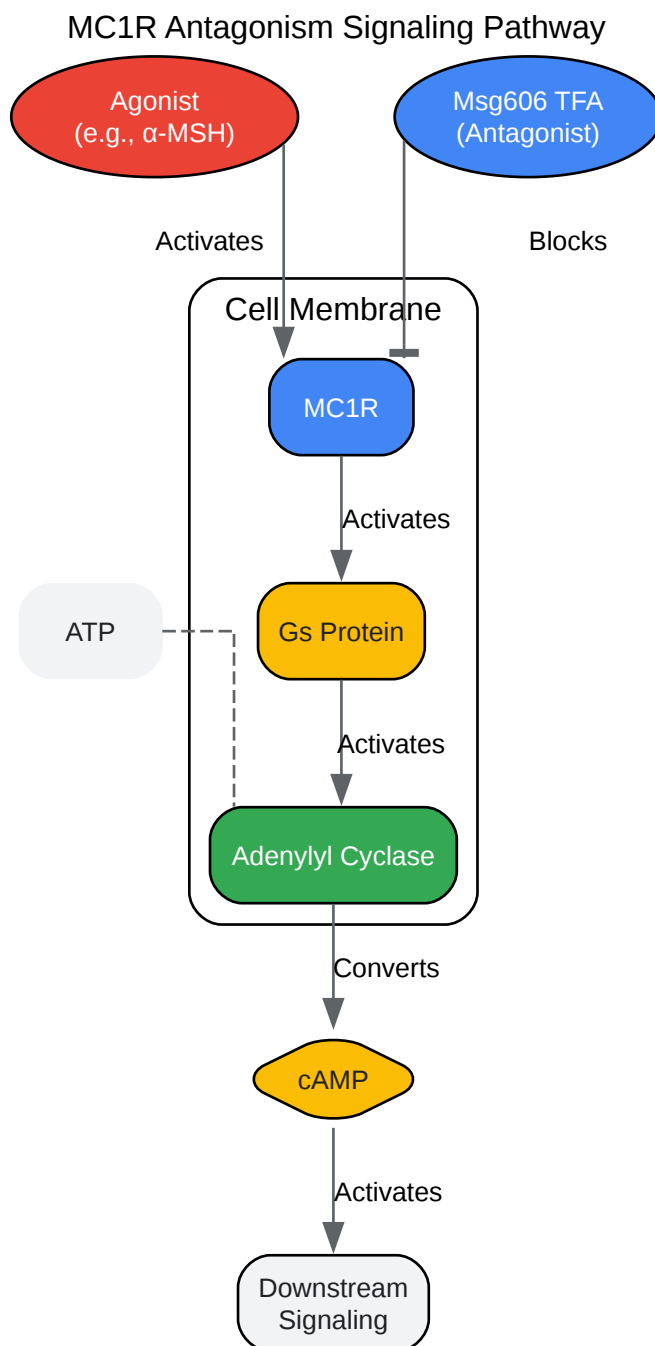 MC1R Antagonism Signaling Pathway
Agonist
(e.g., α-MSH)
Msg606 TFA
(Antagonist)
Activates
Blocks
Cell Membrane
MC1R
Activates
ATP
Gs Protein
Activates
Adenylyl Cyclase
Converts
cAMP
Activates
Downstream
Signaling